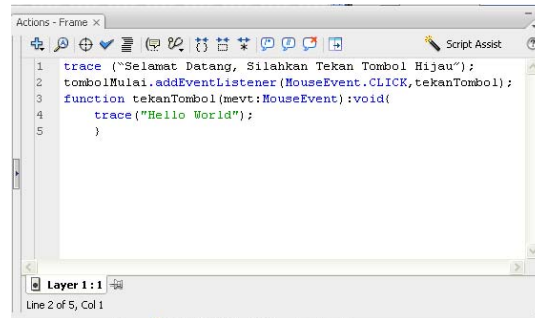 Actions - Frame ×
Script Assist
1 trace (“Selamat Datang, Silahkan Tekan Tombol Hijau”);
2 tombolMulai.addEventListener(MouseEvent.CLICK,tekanTombol);
3 function tekanTombol(mevt:MouseEvent):void(
4 trace("Hello World");
5 }
Layer 1 : 1
Line 2 of 5, Col 1